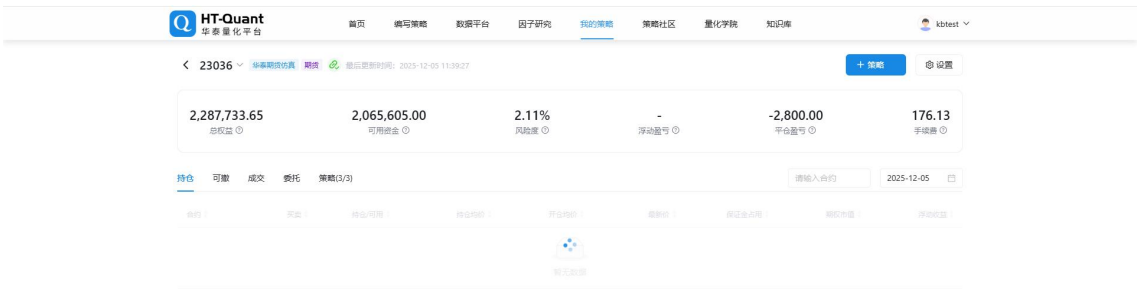 HT-Quant
华泰量化平台
首页 编写策略 数据平台 因子研究 我的策略 策略社区 量化学院 知识库
kbtest
23036 华泰期货仿真 期货 最后更新时间：2025-12-05 11:39:27
+ 策略 设置
2,287,733.65 2,065,605.00 2.11% - -2,800.00 176.13
总权益 可用资金 风险度 浮动盈亏 平仓盈亏 手续费
持仓 可撤 成交 委托 策略(3/3) 请输入合约 2025-12-05
合约 买卖 持仓/可用 持仓均价 开仓均价 最新价 保证金占用 期权市值 浮动收益
暂无数据